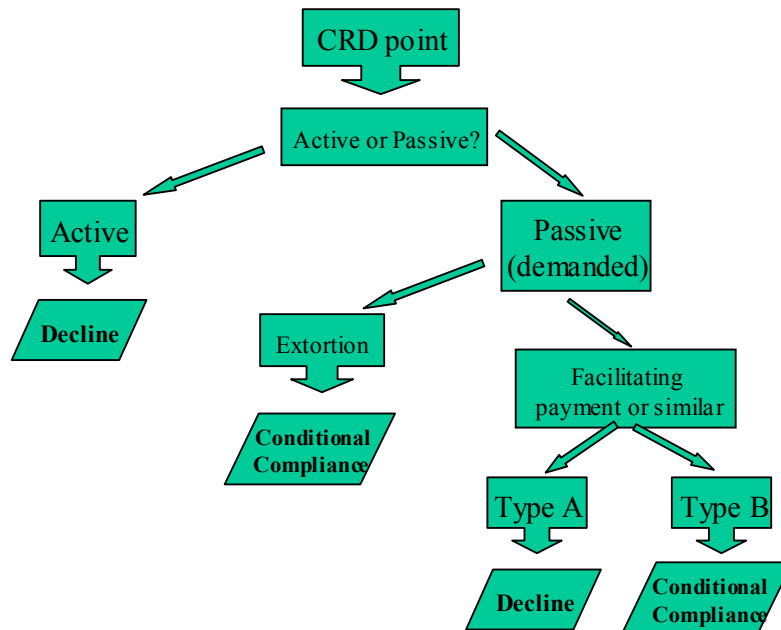 CRD point
Active or Passive?
Active
Decline
Passive
(demanded)
Extortion
Conditional
Compliance
Facilitating
payment or similar
Type A
Decline
Type B
Conditional
Compliance